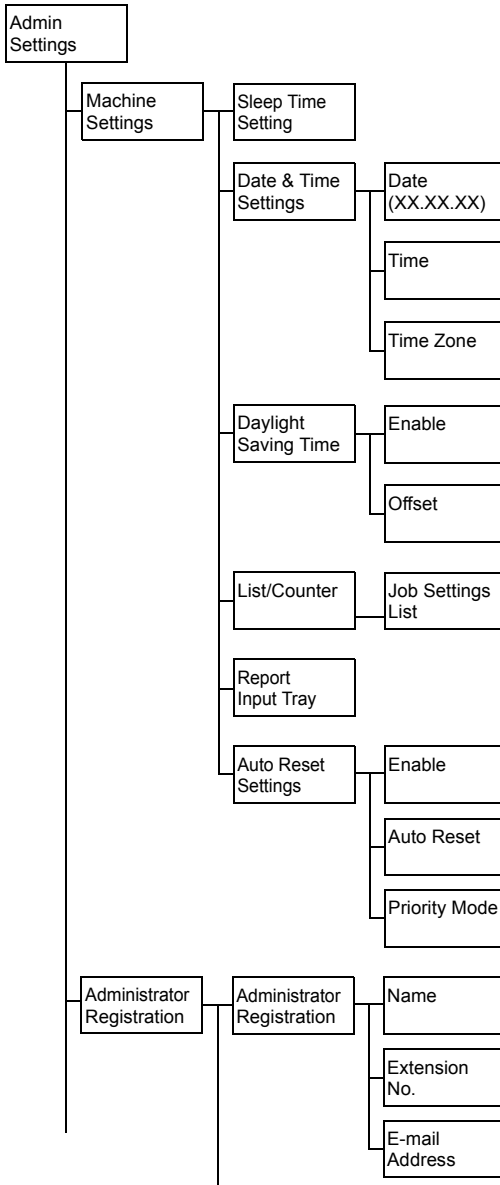 Admin
Settings
Machine
Settings
Sleep Time
Setting
Date & Time
Settings
Date
(XX.XX.XX)
Time
Time Zone
Daylight
Saving Time
Enable
Offset
List/Counter
Job Settings
List
Report
Input Tray
Auto Reset
Settings
Enable
Auto Reset
Priority Mode
Administrator
Registration
Administrator
Registration
Name
Extension
No.
E-mail
Address